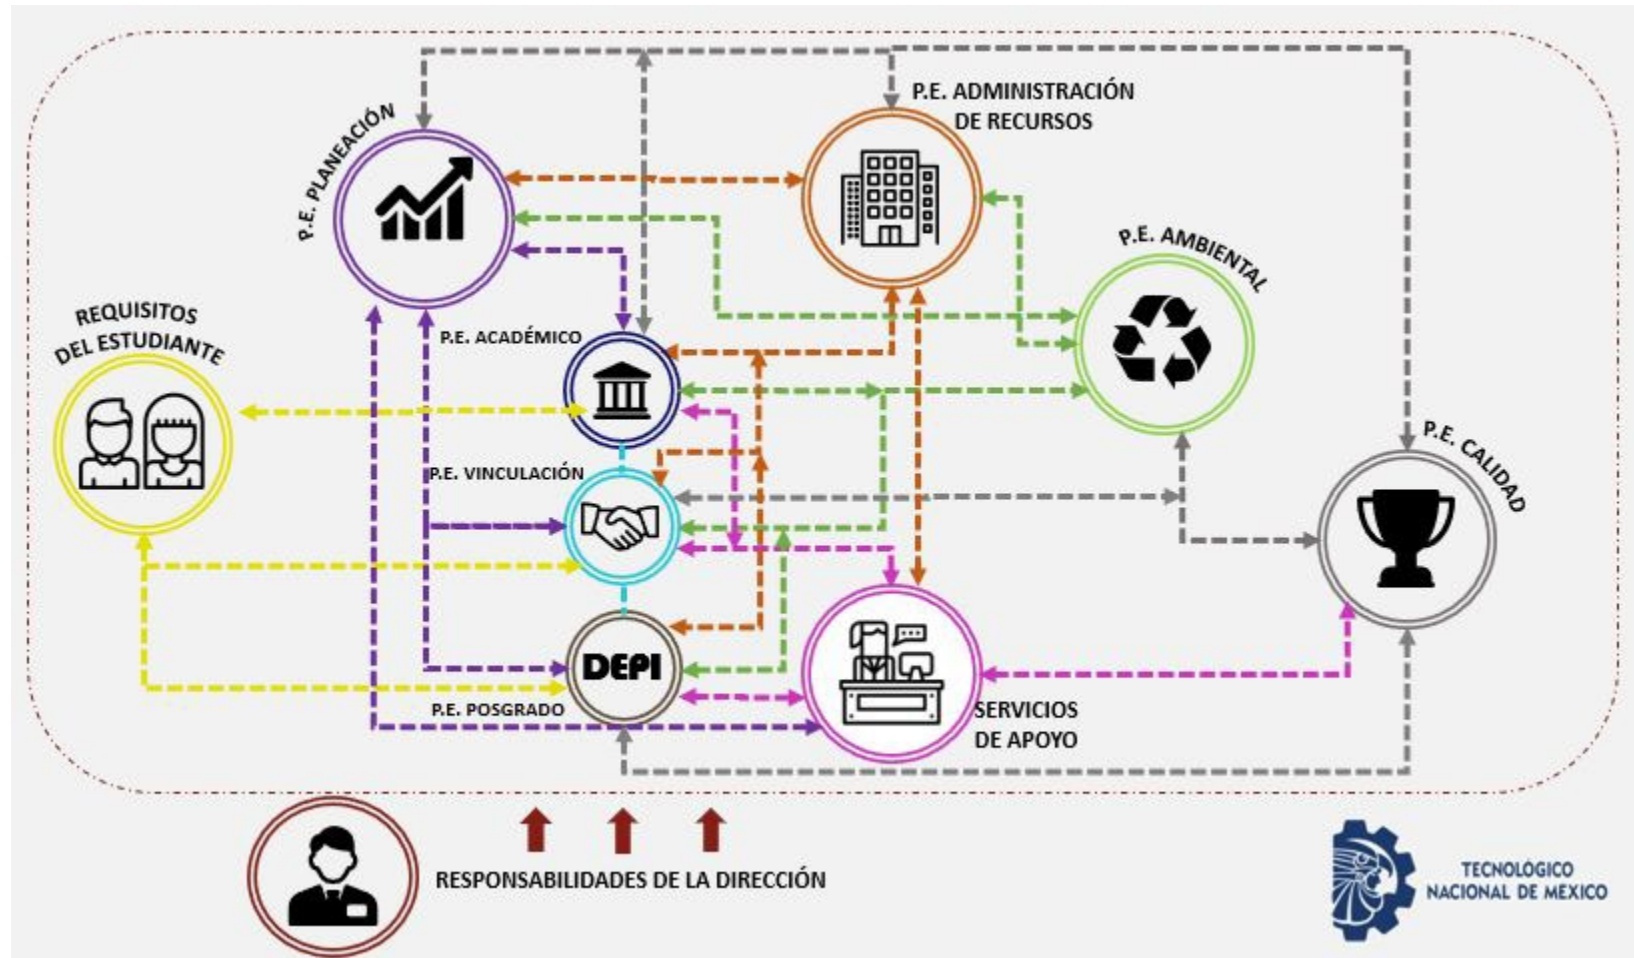 P.E. ADMINISTRACIÓN
DE RECURSOS
P.E. PLANEACIÓN
P.E. AMBIENTAL
REQUISITOS
DEL ESTUDIANTE
P.E. ACADÉMICO
P.E. CALIDAD
P.E. VINCULACIÓN
DEPI
P.E. POSGRADO
SERVICIOS
DE APOYO
RESPONSABILIDADES DE LA DIRECCIÓN
TECNOLÓGICO
NACIONAL DE MÉXICO